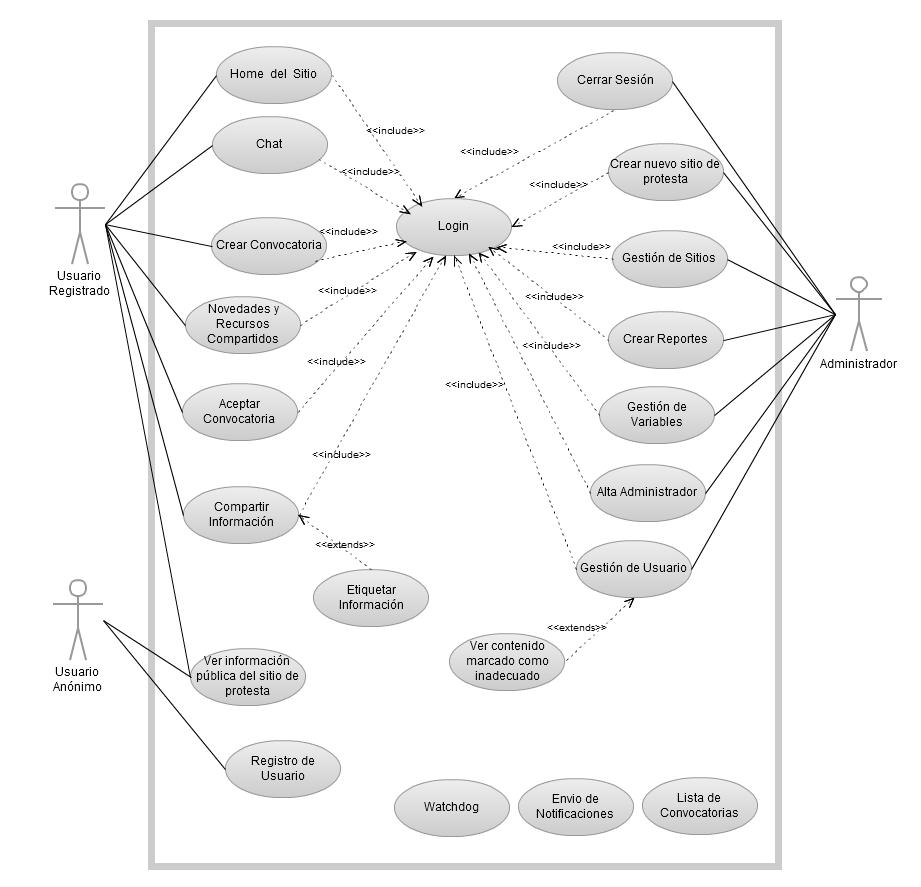 Home del Sitio
Cerrar Sesión
<<include>>
Chat
<<include>>
<<include>>
Crear nuevo sitio de
protesta
<<include>>
Login
Usuario
Registrado
Crear Convocatoria
<<include>>
<<include>>
Gestión de Sitios
Novedades y
Recursos
Compartidos
<<include>>
<<include>>
Crear Reportes
Administrador
<<include>>
<<include>>
Aceptar
Convocatoria
<<include>>
Gestión de
Variables
<<include>>
Alta Administrador
Compartir
Información
<<extends>>
Gestión de Usuario
Etiquetar
Información
<<extends>>
Usuario
Anónimo
Ver información
pública del sitio de
protesta
Ver contenido
marcado como
inadecuado
Registro de
Usuario
Watchdog
Envio de
Notificaciones
Lista de
Convocatorias